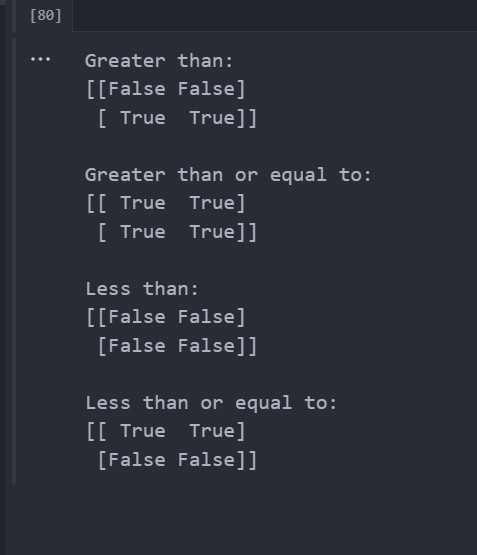 [80]
... Greater than:
[[False False]
 [ True  True]]

Greater than or equal to:
[[ True  True]
 [ True  True]]

Less than:
[[False False]
 [False False]]

Less than or equal to:
[[ True  True]
 [False False]]